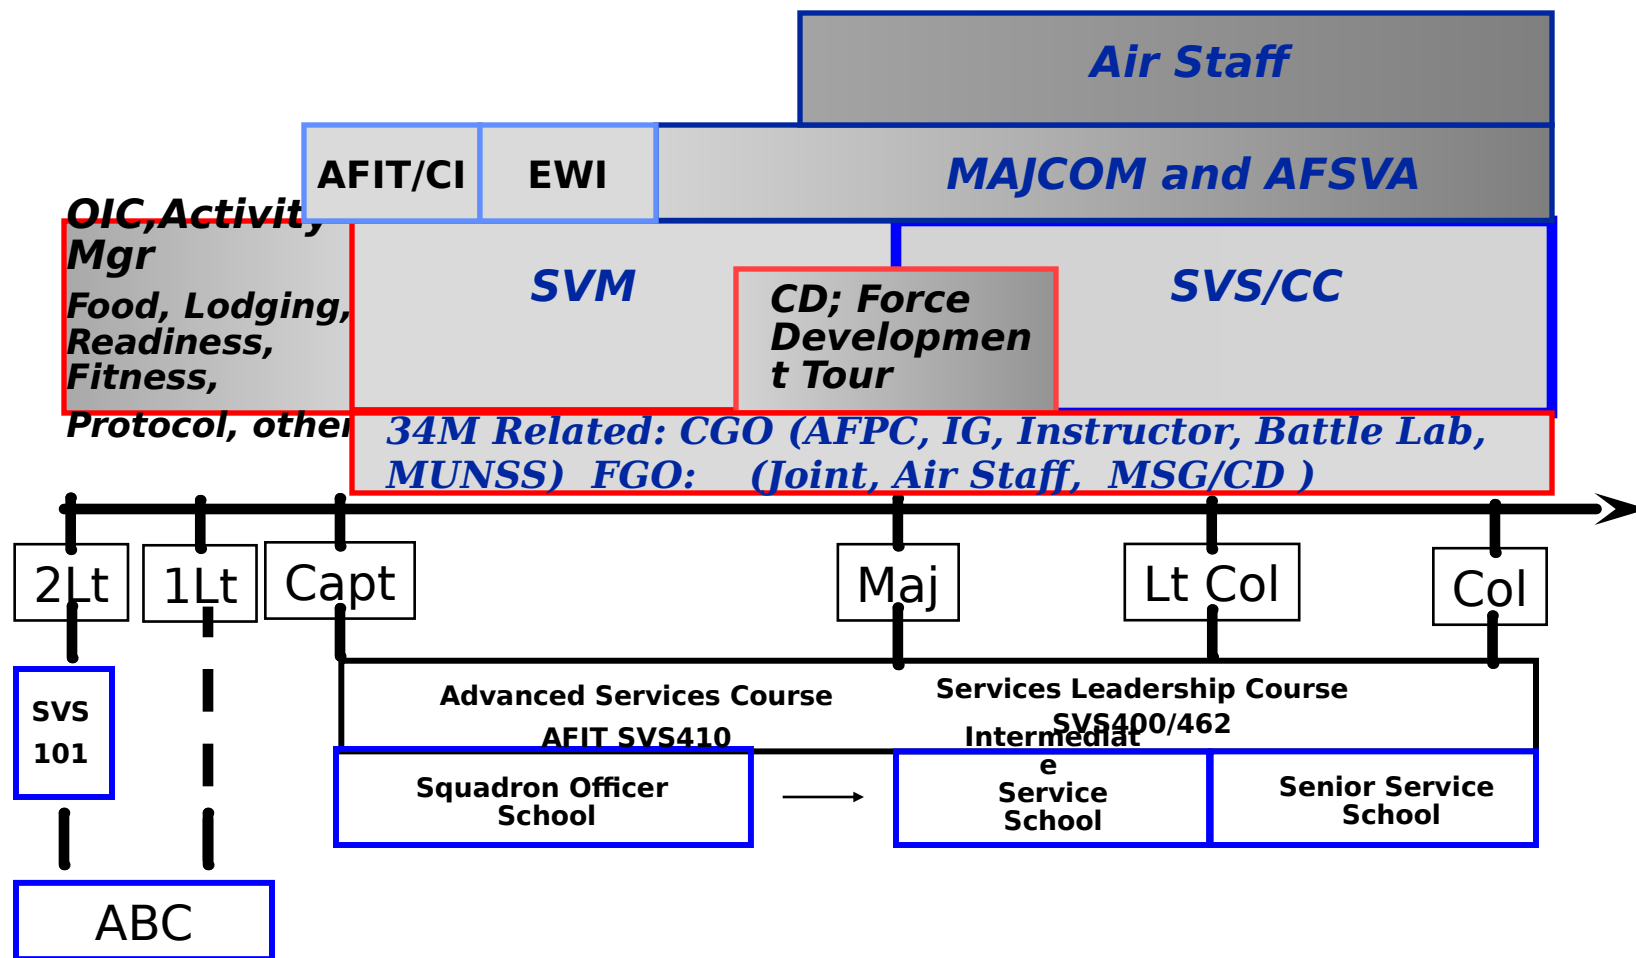 Air Staff
AFIT/CI
EWI
MAJCOM and AFSVA
OIC,Activity
Mgr
Food, Lodging,
Readiness,
Fitness,
Protocol, other
SVM
CD; Force
Developmen
t Tour
SVS/CC
34M Related: CGO (AFPC, IG, Instructor, Battle Lab,
MUNSS) FGO: (Joint, Air Staff, MSG/CD )
2Lt
1Lt
Capt
Maj
Lt Col
Col
SVS
101
Advanced Services Course
AFIT SVS410
Services Leadership Course
SVS400/462
Squadron Officer
School
Intermediat
e
Service
School
Senior Service
School
ABC